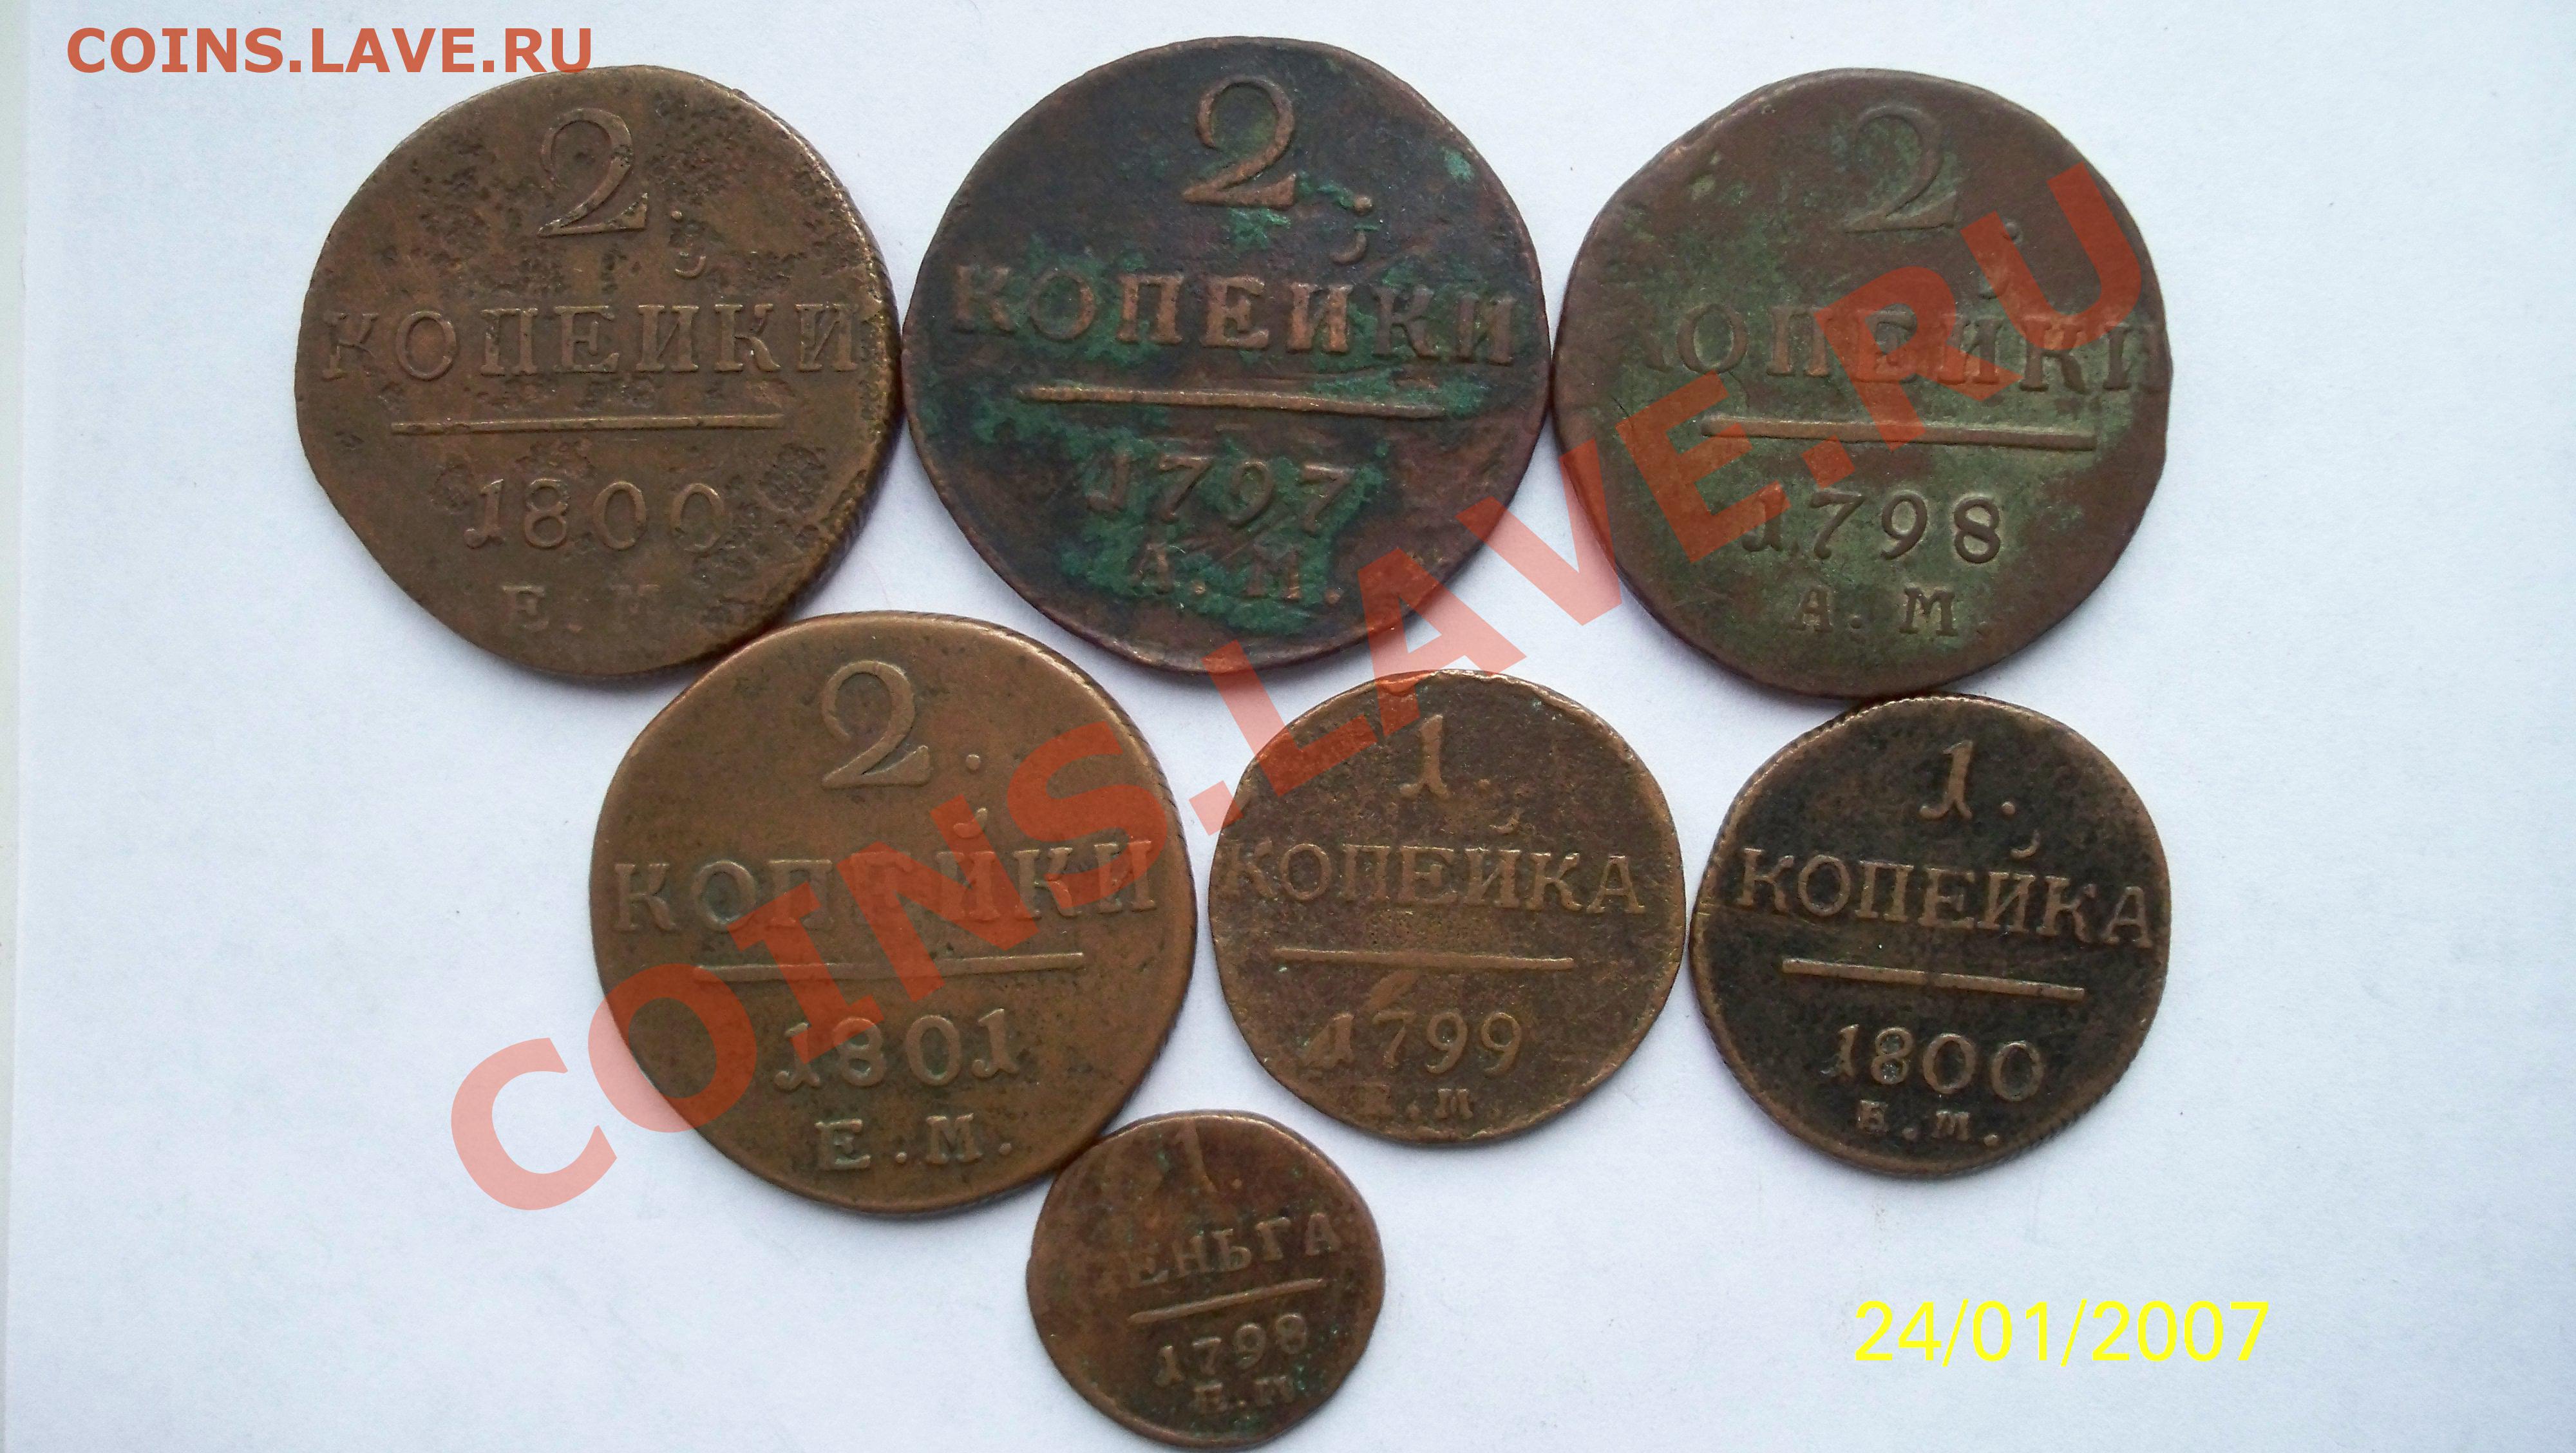 COINS.LAVE.RU
2.
КОПЕЙКИ
1800
Е.М
2.
КОПЕЙКИ
1797
А.М.
2.
КОПЕЙКИ
1798
А.М.
2.
КОПЕЙКИ
1801
Е.М.
1.
КОПЕЙКА
1799
Е.М.
1.
КОПЕЙКА
1800
Е.М.
1.
ДЕНЬГА
1798
Е.М
COINS.LAVE.RU
24/01/2007